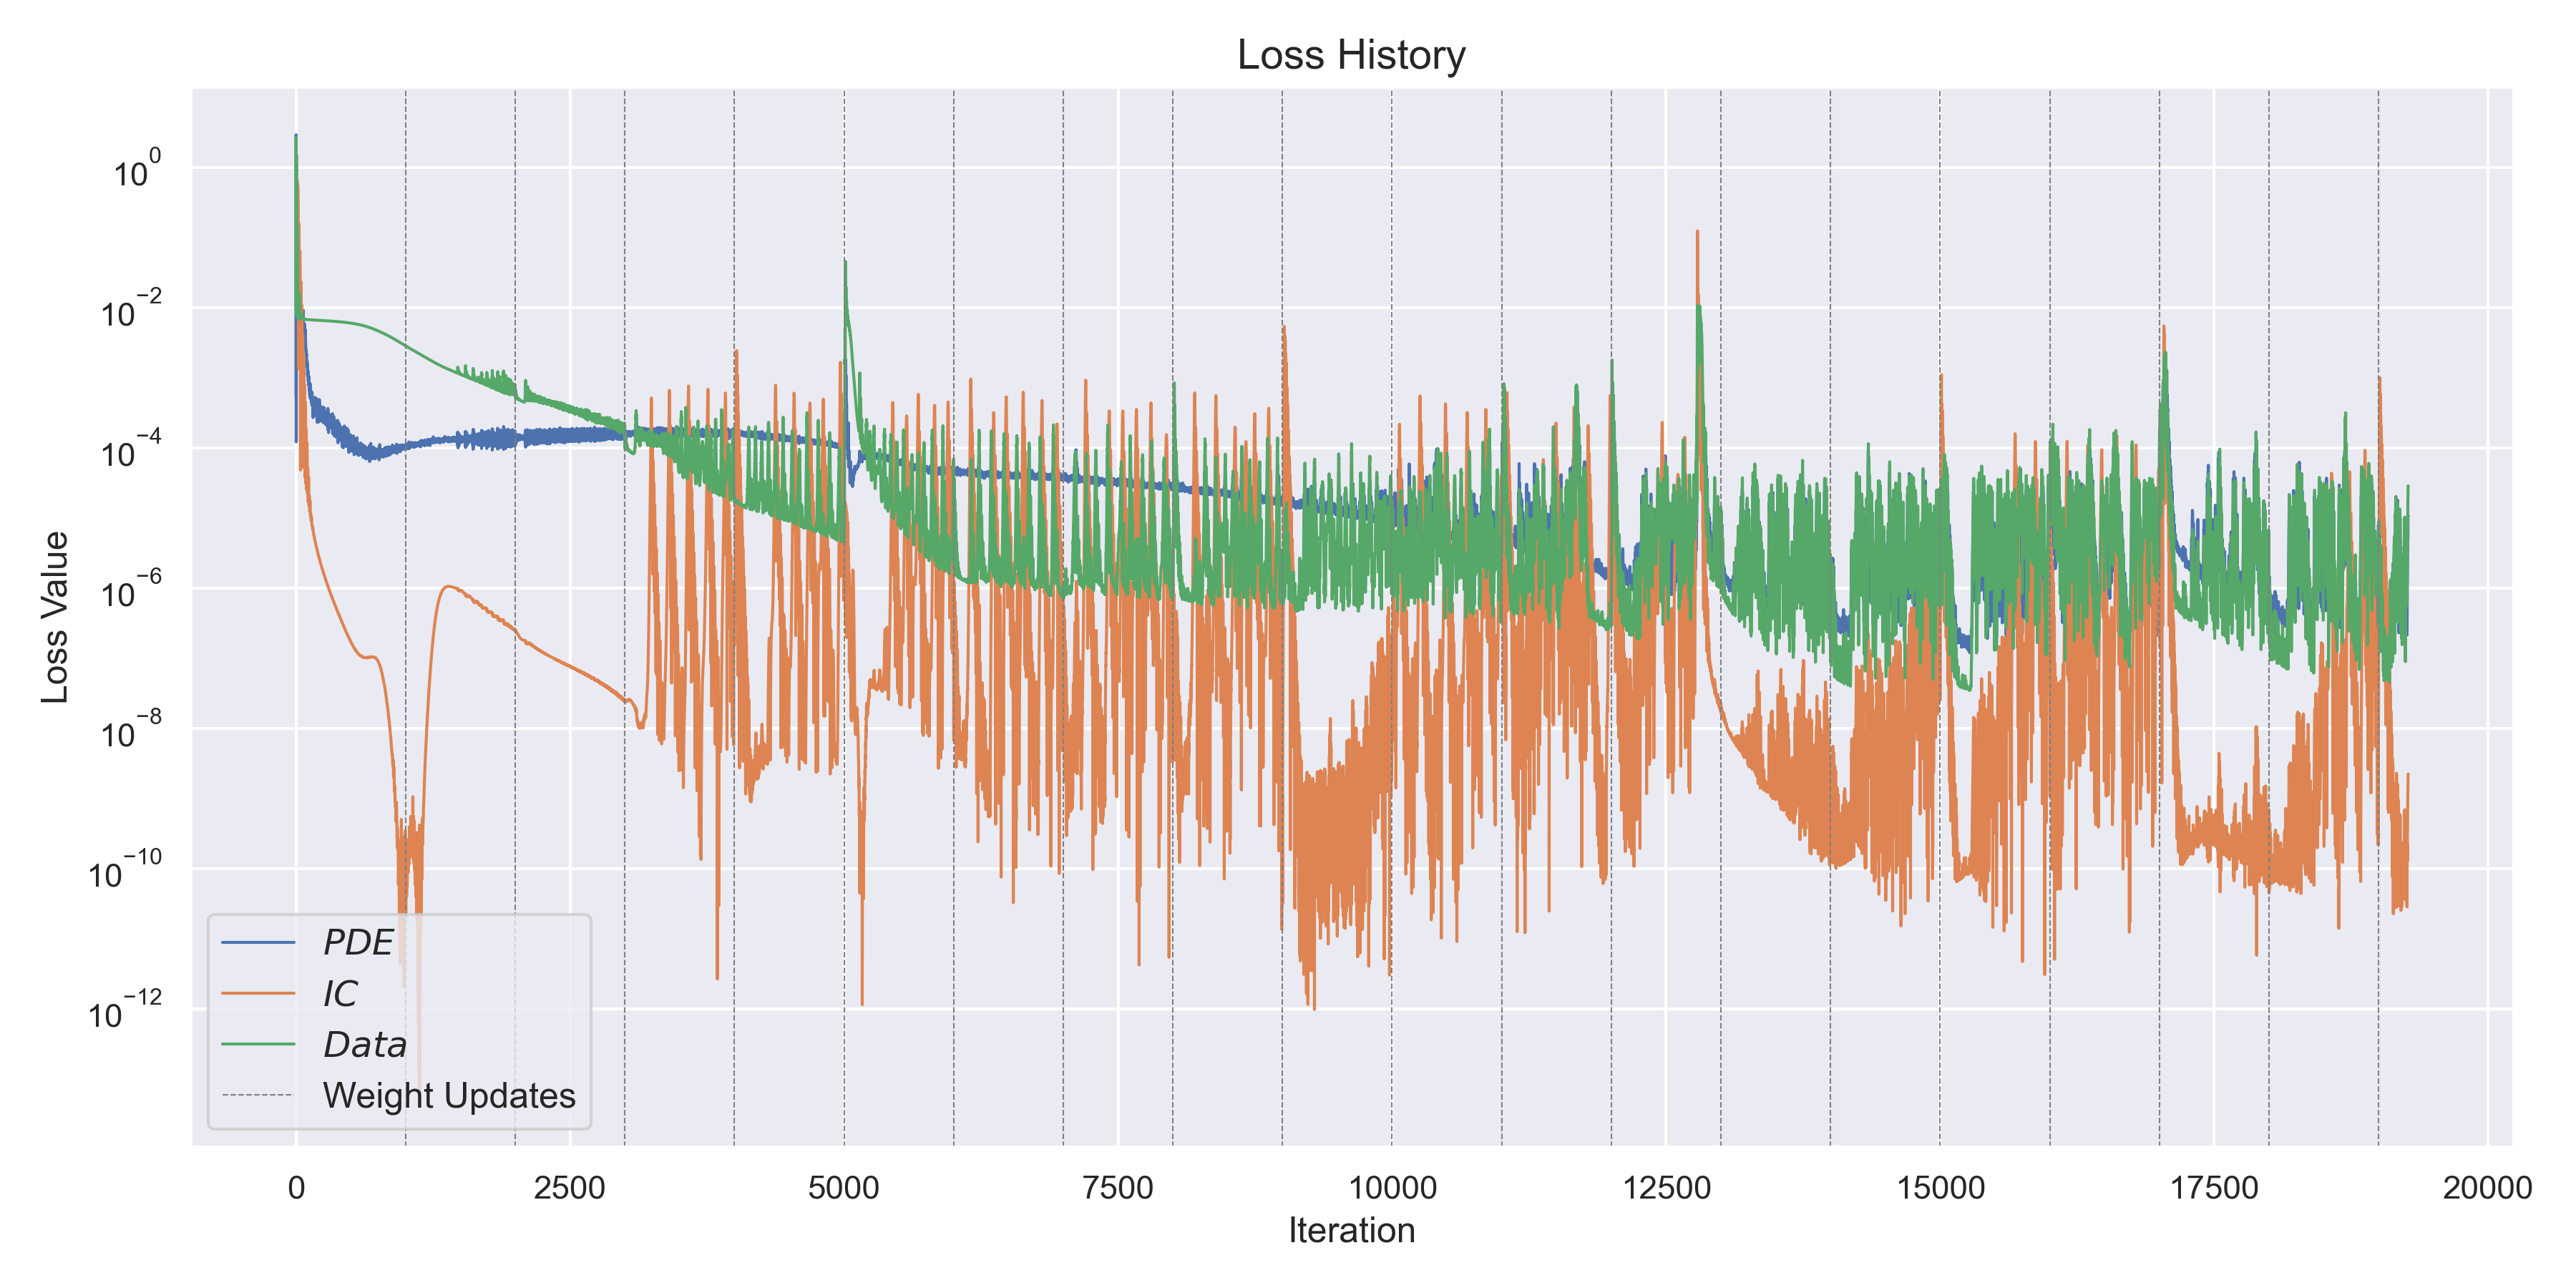 Loss History
Loss Value
10^0
10^−2
10^−4
10^−6
10^−8
10^−10
10^−12
PDE
IC
Data
Weight Updates
0 2500 5000 7500 10000 12500 15000 17500 20000
Iteration